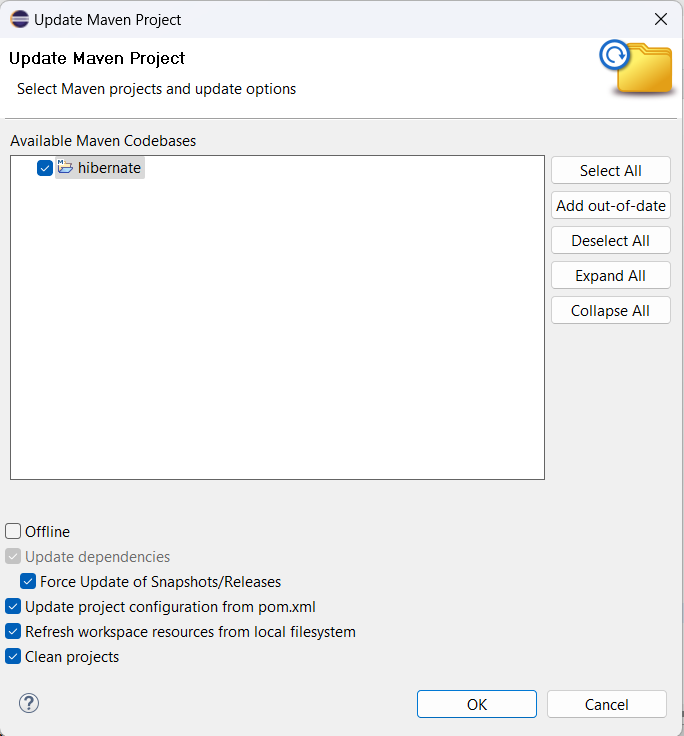 Update Maven Project
Update Maven Project
Select Maven projects and update options
Available Maven Codebases
hibernate
Select All
Add out-of-date
Deselect All
Expand All
Collapse All
Offline
Update dependencies
Force Update of Snapshots/Releases
Update project configuration from pom.xml
Refresh workspace resources from local filesystem
Clean projects
?
OK
Cancel